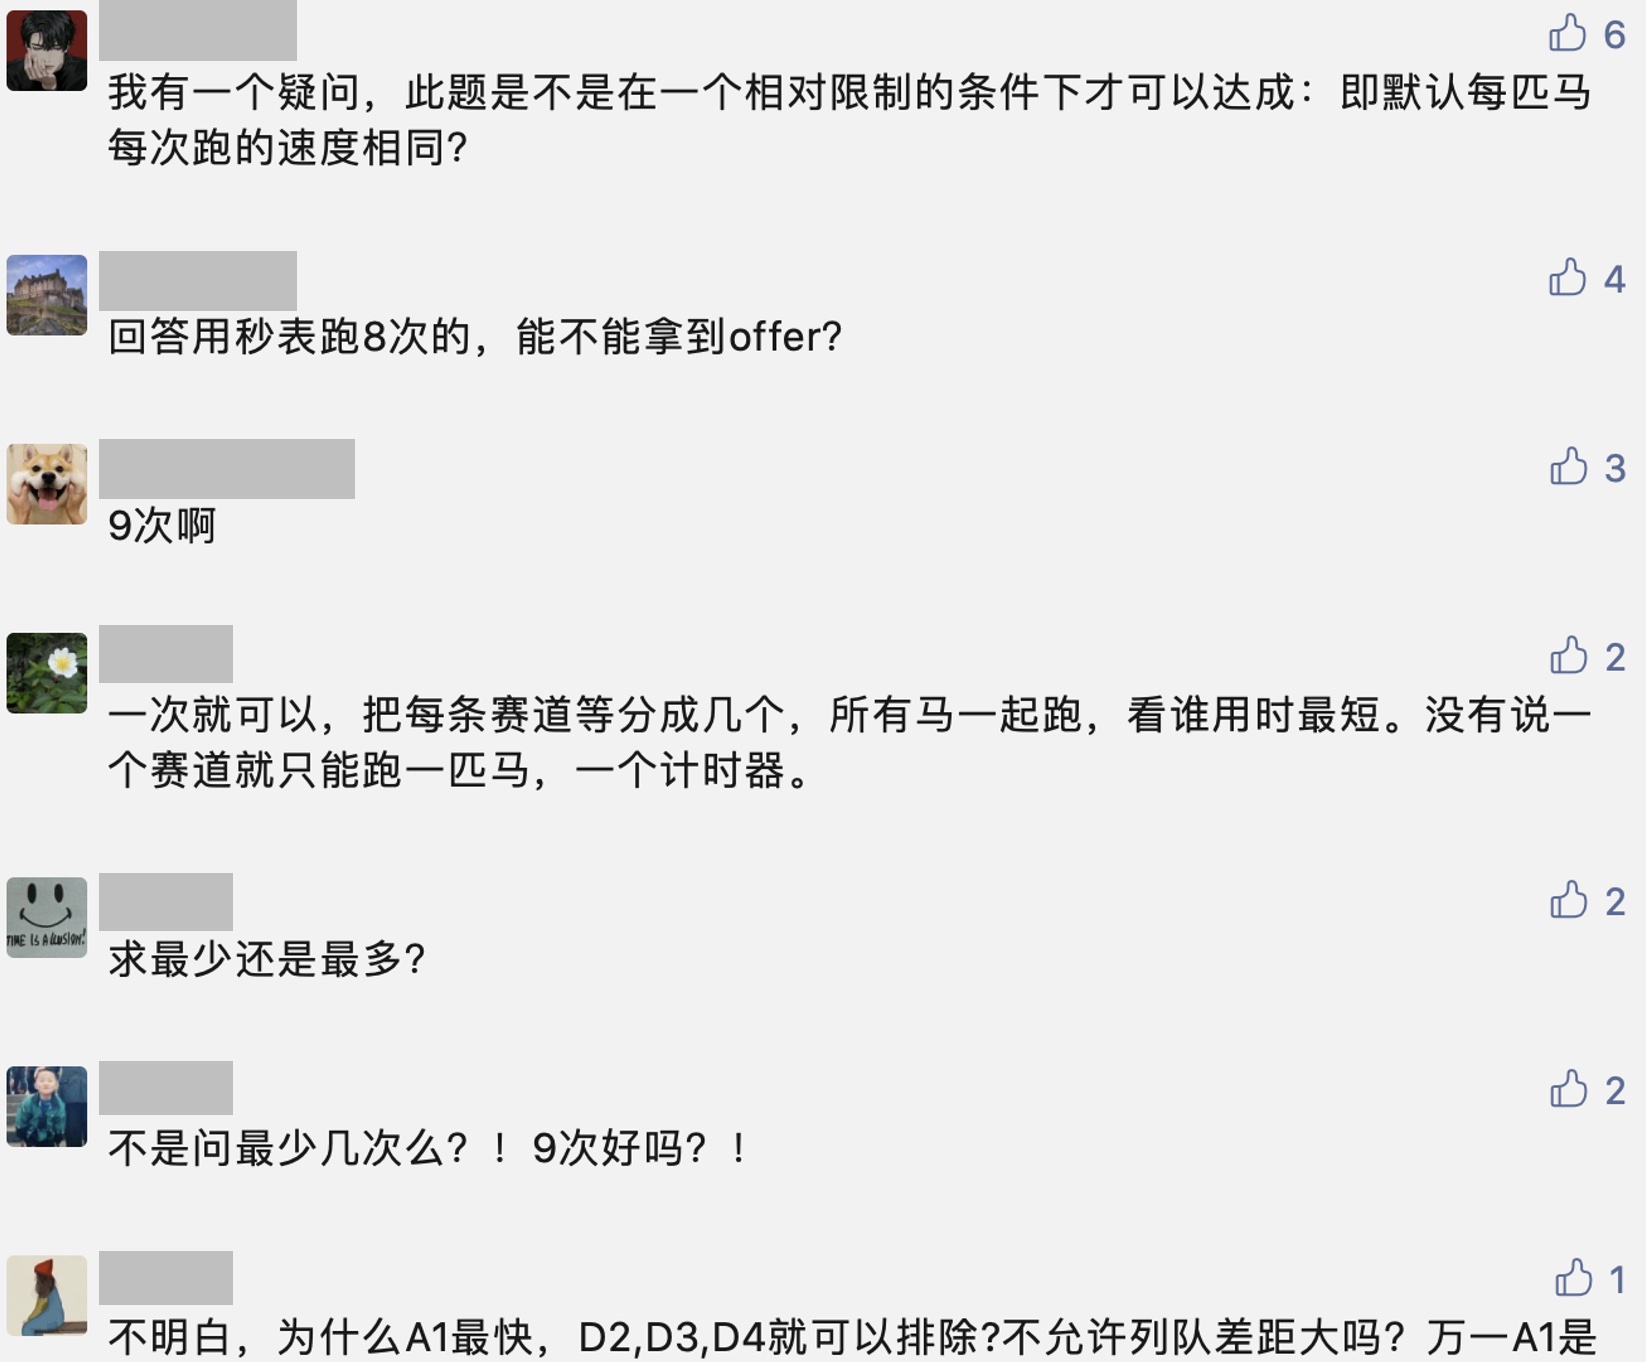 6
我有一个疑问，此题是不是在一个相对限制的条件下才可以达成：即默认每匹马
每次跑的速度相同？
4
回答用秒表跑8次的，能不能拿到offer？
3
9次啊
2
一次就可以，把每条赛道等分成几个，所有马一起跑，看谁用时最短。没有说一
个赛道就只能跑一匹马，一个计时器。
TIME IS A ILLUSION!
2
求最少还是最多？
2
不是问最少几次么？！9次好吗？！
1
不明白，为什么A1最快，D2,D3,D4就可以排除?不允许列队差距大吗？万一A1是